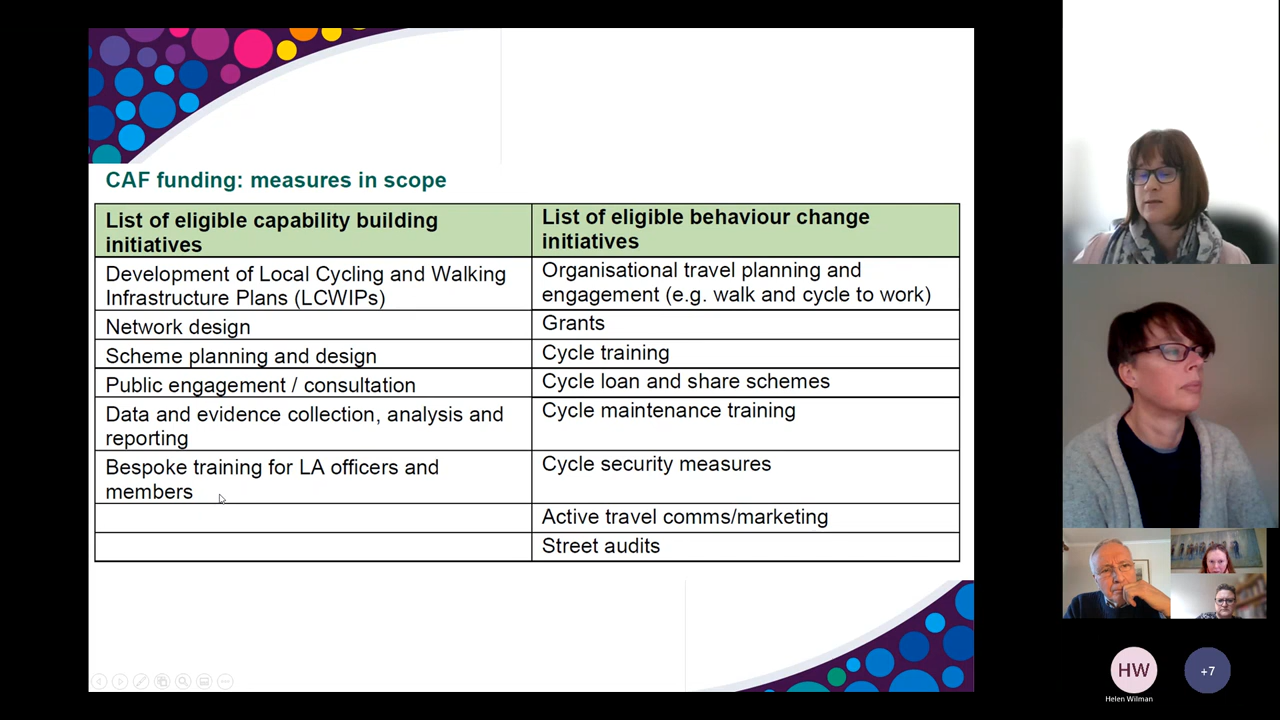 CAF funding: measures in scope
List of eligible capability building
initiatives
List of eligible behaviour change
initiatives
Development of Local Cycling and Walking
Infrastructure Plans (LCWIPs)
Organisational travel planning and
engagement (e.g. walk and cycle to work)
Network design
Grants
Scheme planning and design
Cycle training
Public engagement / consultation
Cycle loan and share schemes
Data and evidence collection, analysis and
reporting
Cycle maintenance training
Bespoke training for LA officers and
members
Cycle security measures
Active travel comms/marketing
Street audits
HW
+7
Helen Wilman